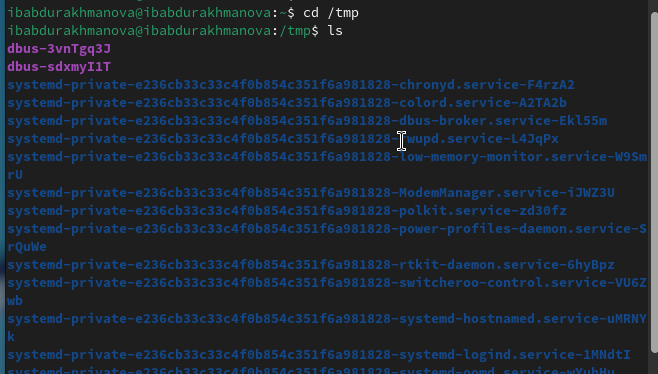 ibabdurakhmanova@ibabdurakhmanova:~$ cd /tmp
ibabdurakhmanova@ibabdurakhmanova:/tmp$ ls
dbus-3vnTgq3J
dbus-sdxmyI1T
systemd-private-e236cb33c33c4f0b854c351f6a981828-chronyd.service-F4rzA2
systemd-private-e236cb33c33c4f0b854c351f6a981828-colord.service-A2TA2b
systemd-private-e236cb33c33c4f0b854c351f6a981828-dbus-broker.service-Ekl55m
systemd-private-e236cb33c33c4f0b854c351f6a981828-fwupd.service-L4JqPx
systemd-private-e236cb33c33c4f0b854c351f6a981828-low-memory-monitor.service-W9Sm
rU
systemd-private-e236cb33c33c4f0b854c351f6a981828-ModemManager.service-iJWZ3U
systemd-private-e236cb33c33c4f0b854c351f6a981828-polkit.service-zd30fz
systemd-private-e236cb33c33c4f0b854c351f6a981828-power-profiles-daemon.service-S
rQuWe
systemd-private-e236cb33c33c4f0b854c351f6a981828-rtkit-daemon.service-6hyBpz
systemd-private-e236cb33c33c4f0b854c351f6a981828-switcheroo-control.service-VU6Z
wb
systemd-private-e236cb33c33c4f0b854c351f6a981828-systemd-hostnamed.service-uMRNY
k
systemd-private-e236cb33c33c4f0b854c351f6a981828-systemd-logind.service-1MNdtI